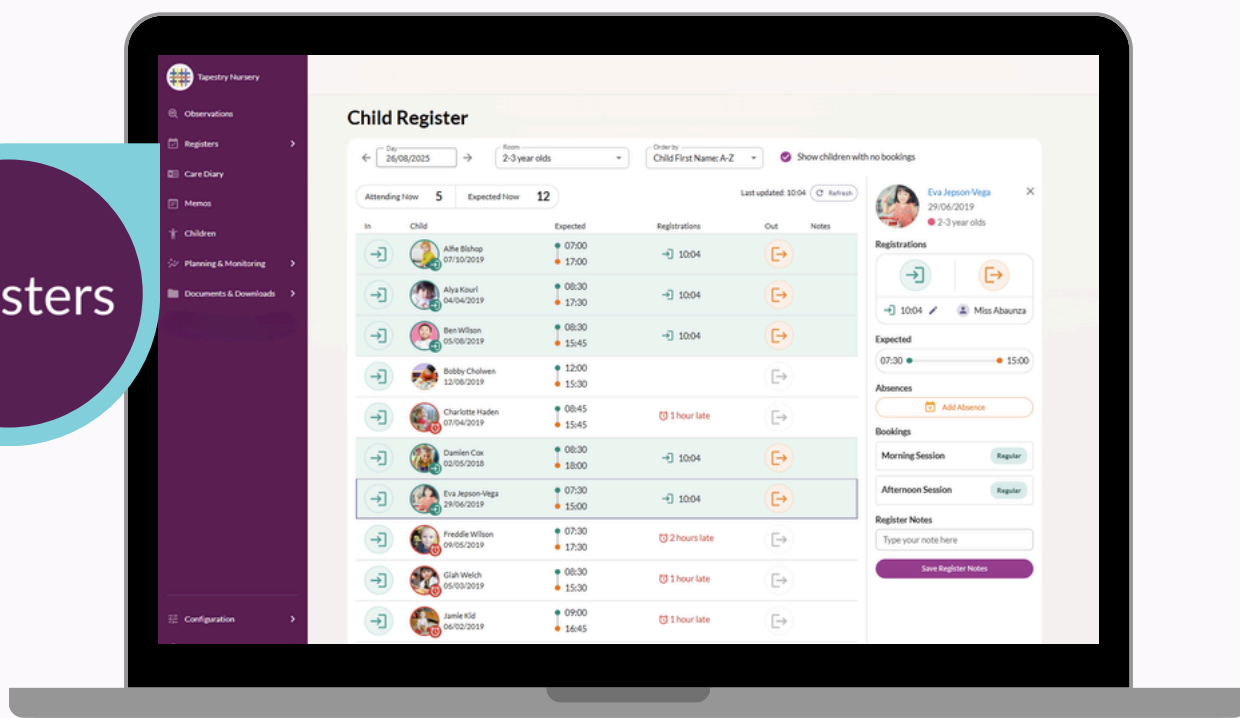 sters
Tapestry Nursery
Observations
Registers
Care Diary
Memos
Children
Planning & Monitoring
Documents & Downloads
Configuration
Child Register
Day
26/08/2025
Room
2-3 year olds
Order by
Child First Name: A-Z
Show children with no bookings
Attending Now 5 Expected Now 12
Last updated: 10:04 Refresh
In Child Expected Registrations Out Notes
Alfie Bishop
07/10/2019
07:00
17:00
10:04
Alya Kouri
04/04/2019
08:30
17:30
10:04
Ben Wilson
05/08/2019
08:30
15:45
10:04
Bobby Cholwen
12/08/2019
12:00
15:30
Charlotte Haden
07/04/2019
08:45
15:45
1 hour late
Damien Cox
02/05/2018
08:30
18:00
10:04
Eva Jepson-Vega
29/06/2019
07:30
15:00
10:04
Freddie Wilson
09/05/2019
07:30
17:30
2 hours late
Giah Welch
05/03/2019
08:30
15:30
1 hour late
Jamie Kid
06/02/2019
09:00
16:45
1 hour late
Eva Jepson-Vega
29/06/2019
2-3 year olds
Registrations
10:04 Miss Abaunza
Expected
07:30 15:00
Absences
Add Absence
Bookings
Morning Session Regular
Afternoon Session Regular
Register Notes
Type your note here
Save Register Notes